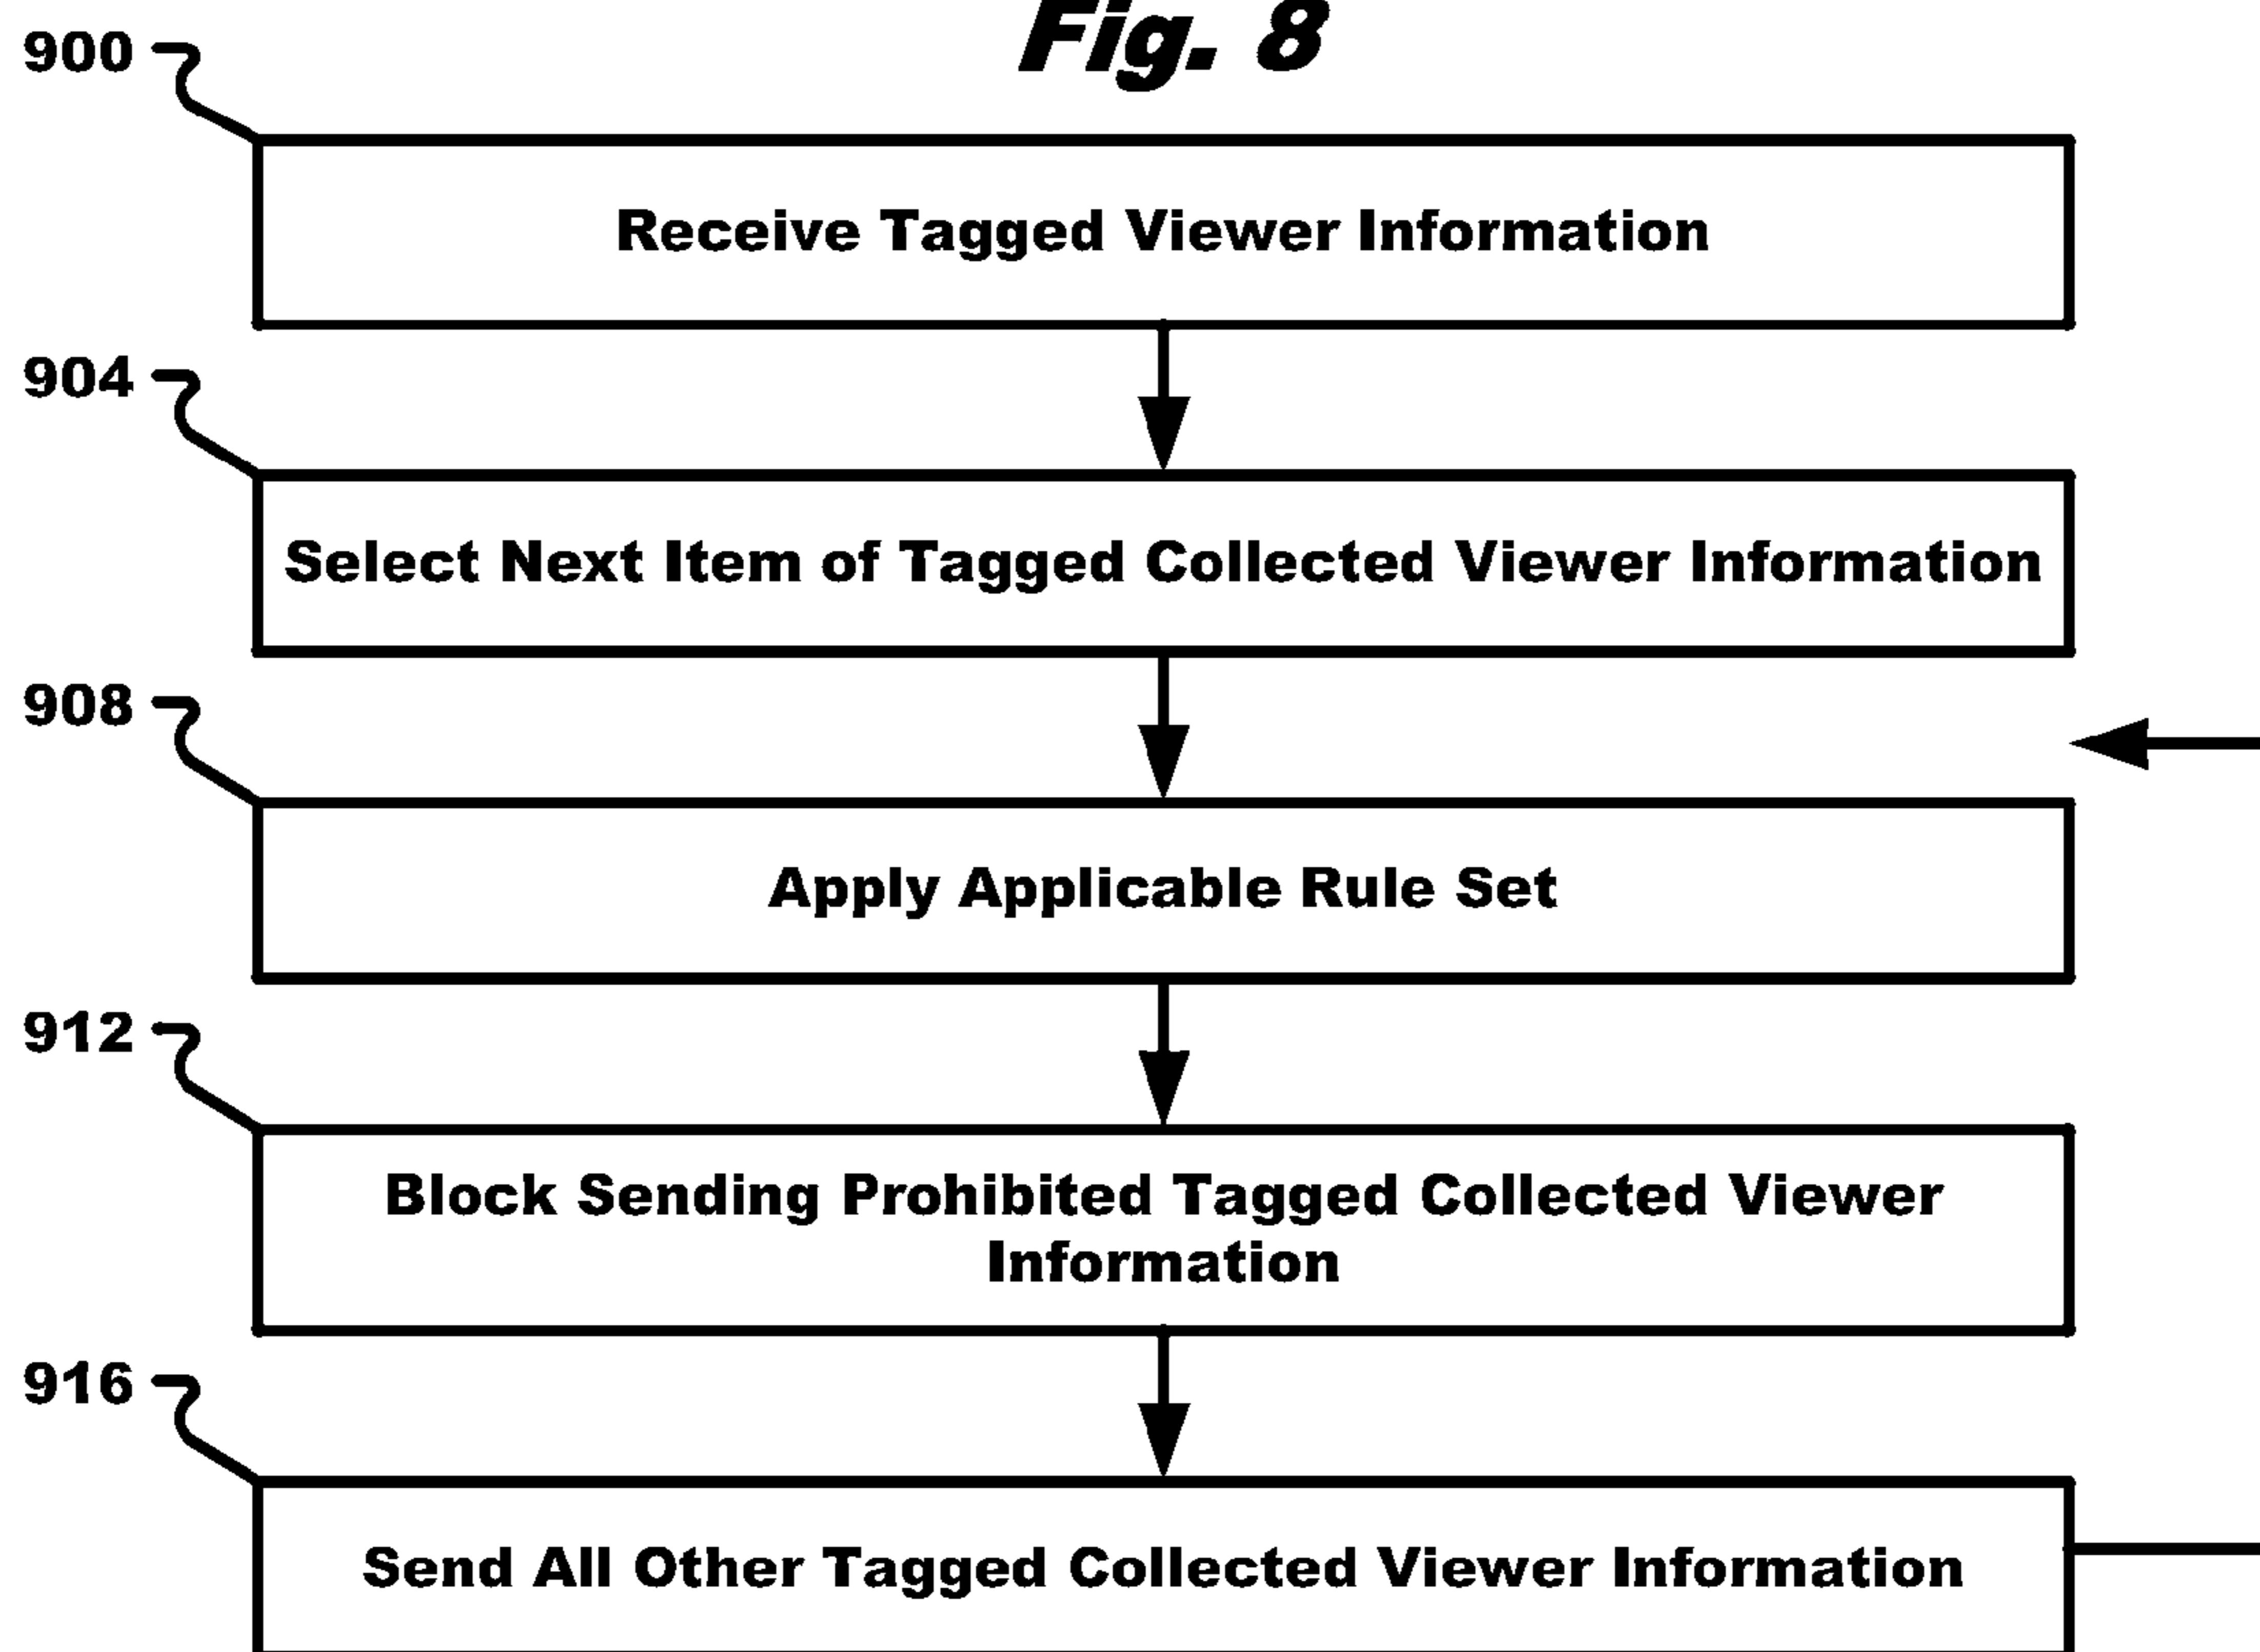 Fig. 8
900
Receive Tagged Viewer Information
904
Select Next Item of Tagged Collected Viewer Information
908
Apply Applicable Rule Set
912
Block Sending Prohibited Tagged Collected Viewer
Information
916
Send All Other Tagged Collected Viewer Information